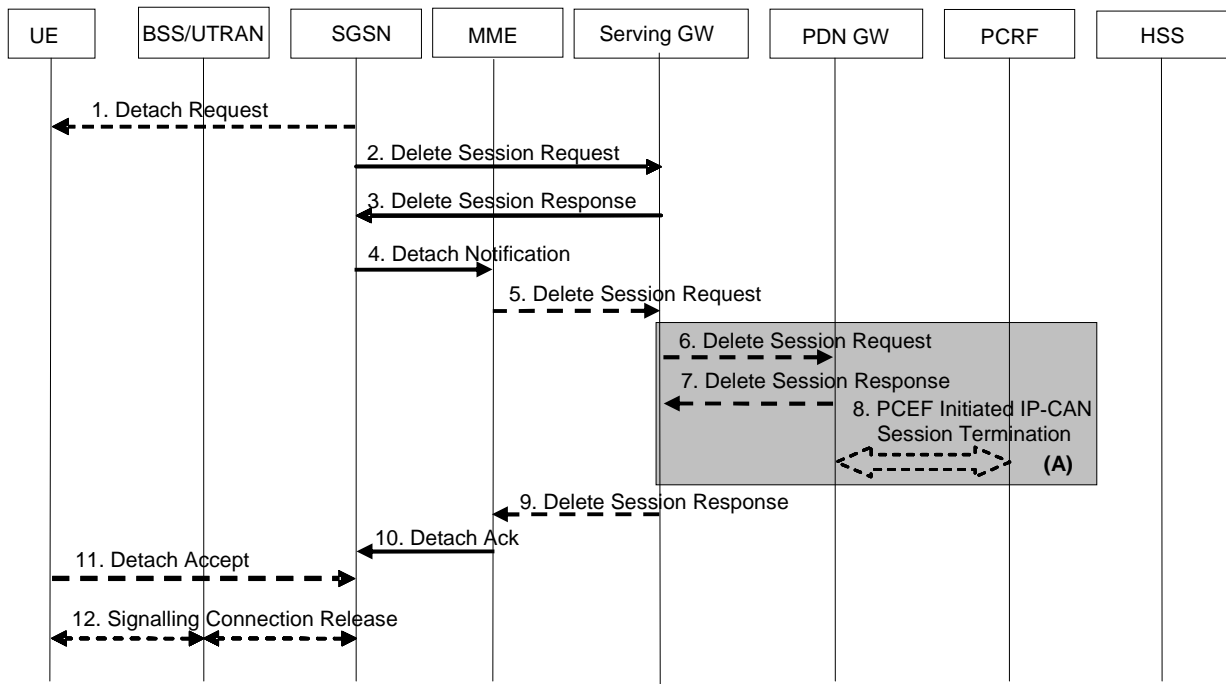 UE
BSS/UTRAN
SGSN
MME
Serving GW
PDN GW
PCRF
HSS
1. Detach Request
2. Delete Session Request
3. Delete Session Response
4. Detach Notification
5. Delete Session Request
6. Delete Session Request
7. Delete Session Response
8. PCEF Initiated IP-CAN
Session Termination
(A)
9. Delete Session Response
10. Detach Ack
11. Detach Accept
12. Signalling Connection Release